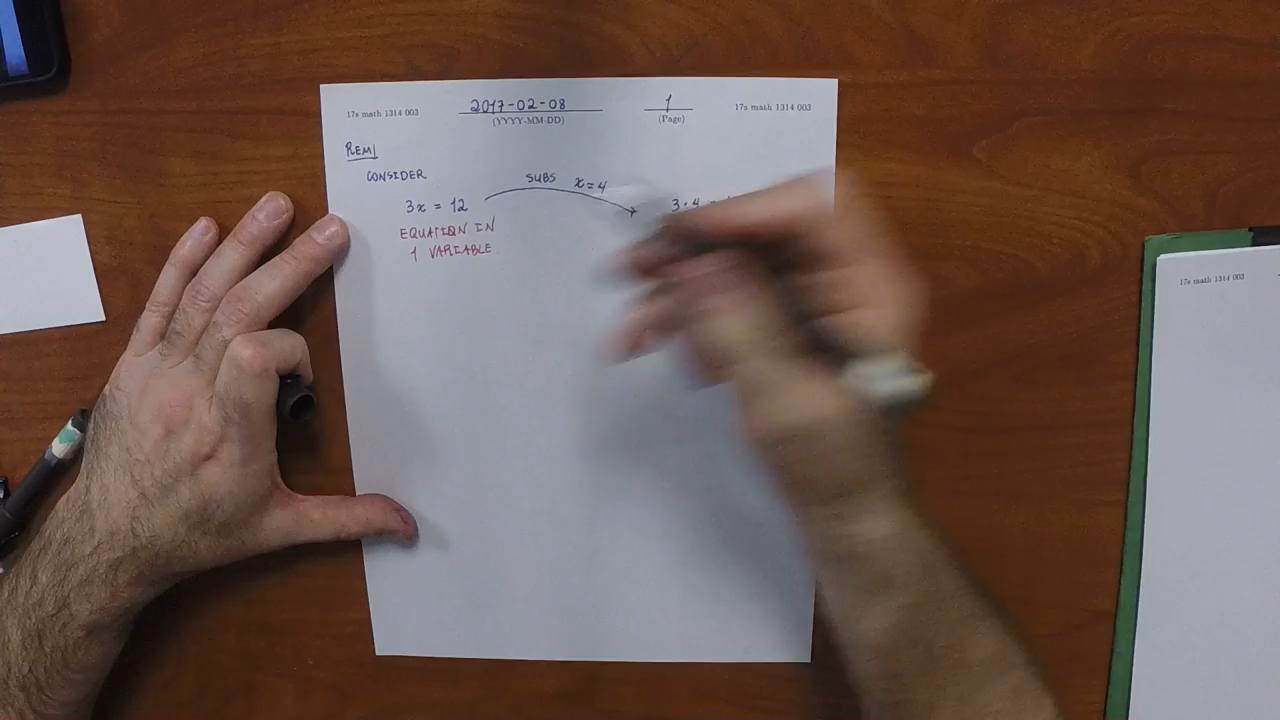 17s math 1314 003 2017-02-08 1 17s math 1314 003
(YYYY-MM-DD) (Page)
REM
CONSIDER
SUBS x=4
3x = 12 3·4 =
EQUATION IN
1 VARIABLE
17s math 1314 003